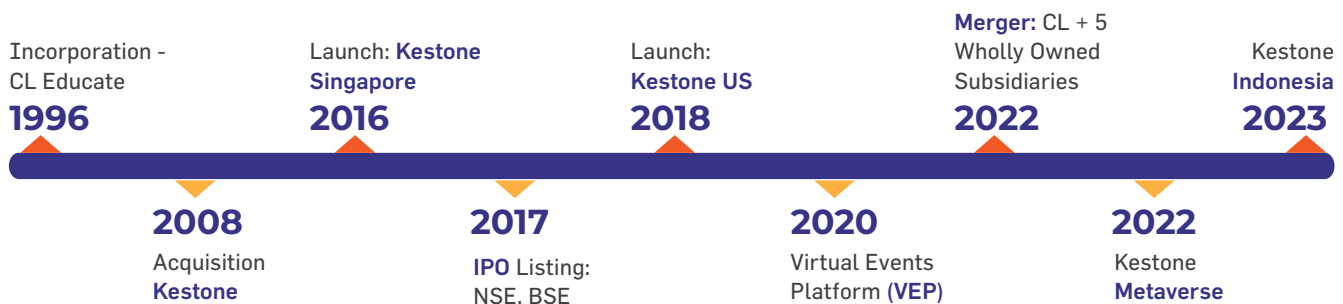 Incorporation -
CL Educate
1996
Launch: Kestone
Singapore
2016
Launch:
Kestone US
2018
Merger: CL + 5
Wholly Owned
Subsidiaries
2022
Kestone
Indonesia
2023
2008
Acquisition
Kestone
2017
IPO Listing:
NSE, BSE
2020
Virtual Events
Platform (VEP)
2022
Kestone
Metaverse